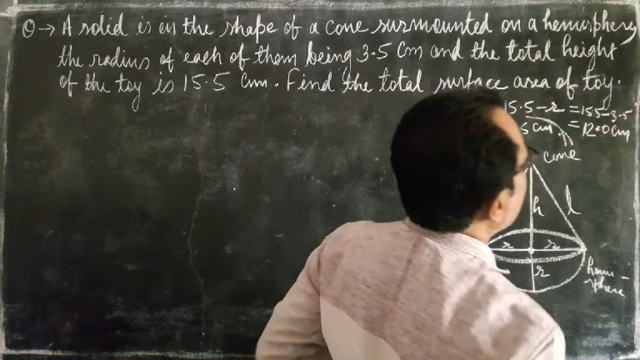 Q → A solid is in the shape of a cone surmounted on a hemisphere,
the radius of each of them being 3.5 cm and the total height
of the toy is 15.5 cm. Find the total surface area of toy.
15.5 - r = 15.5 - 3.5
5 cm = 12.0 cm
cone
h l
r r
r
hemi-
sphere